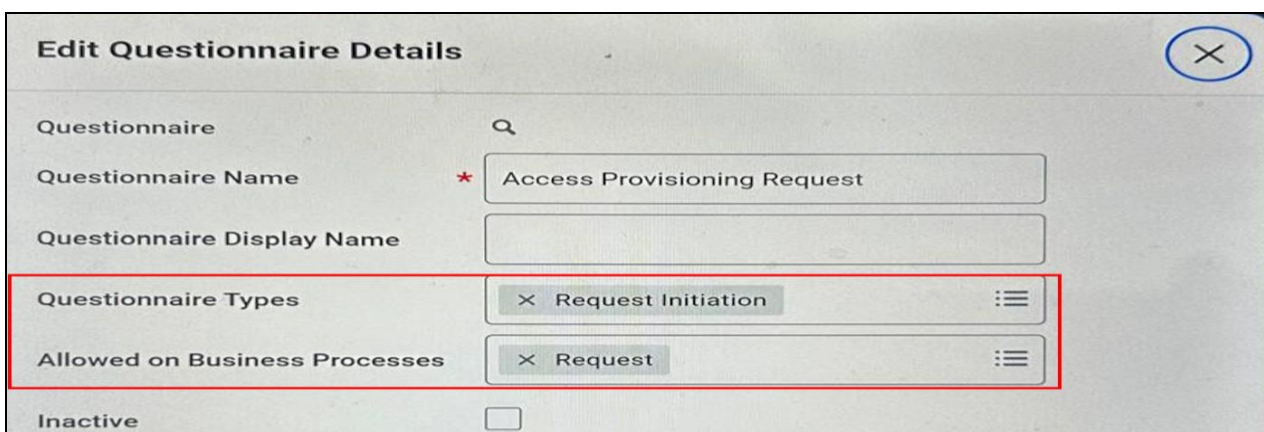 Edit Questionnaire Details
Questionnaire
Questionnaire Name * Access Provisioning Request
Questionnaire Display Name
Questionnaire Types × Request Initiation
Allowed on Business Processes × Request
Inactive